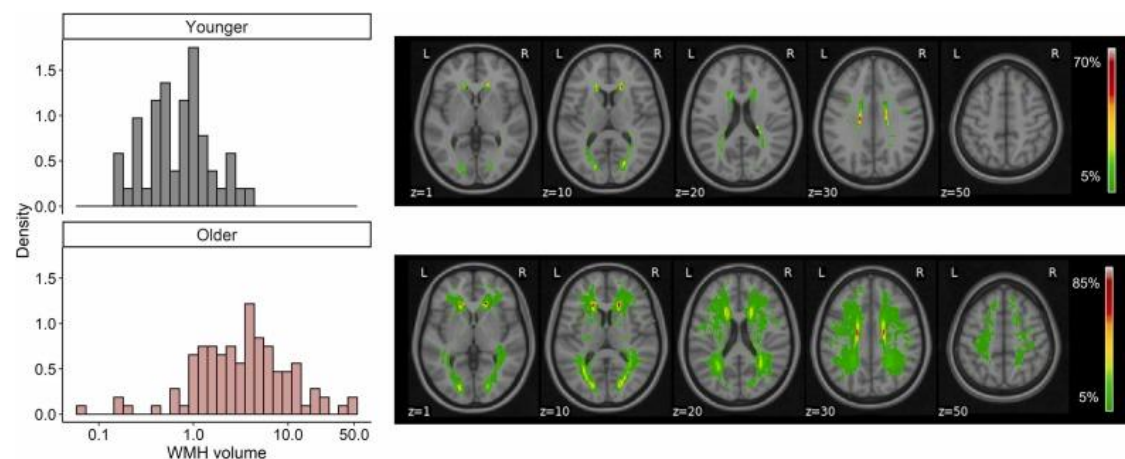 Younger
Density
1.5
1.0
0.5
0.0
Older
1.5
1.0
0.5
0.0
0.1 1.0 10.0 50.0
WMH volume
L R L R L R L R L R
70%
5%
z=1 z=10 z=20 z=30 z=50
L R L R L R L R L R
85%
5%
z=1 z=10 z=20 z=30 z=50